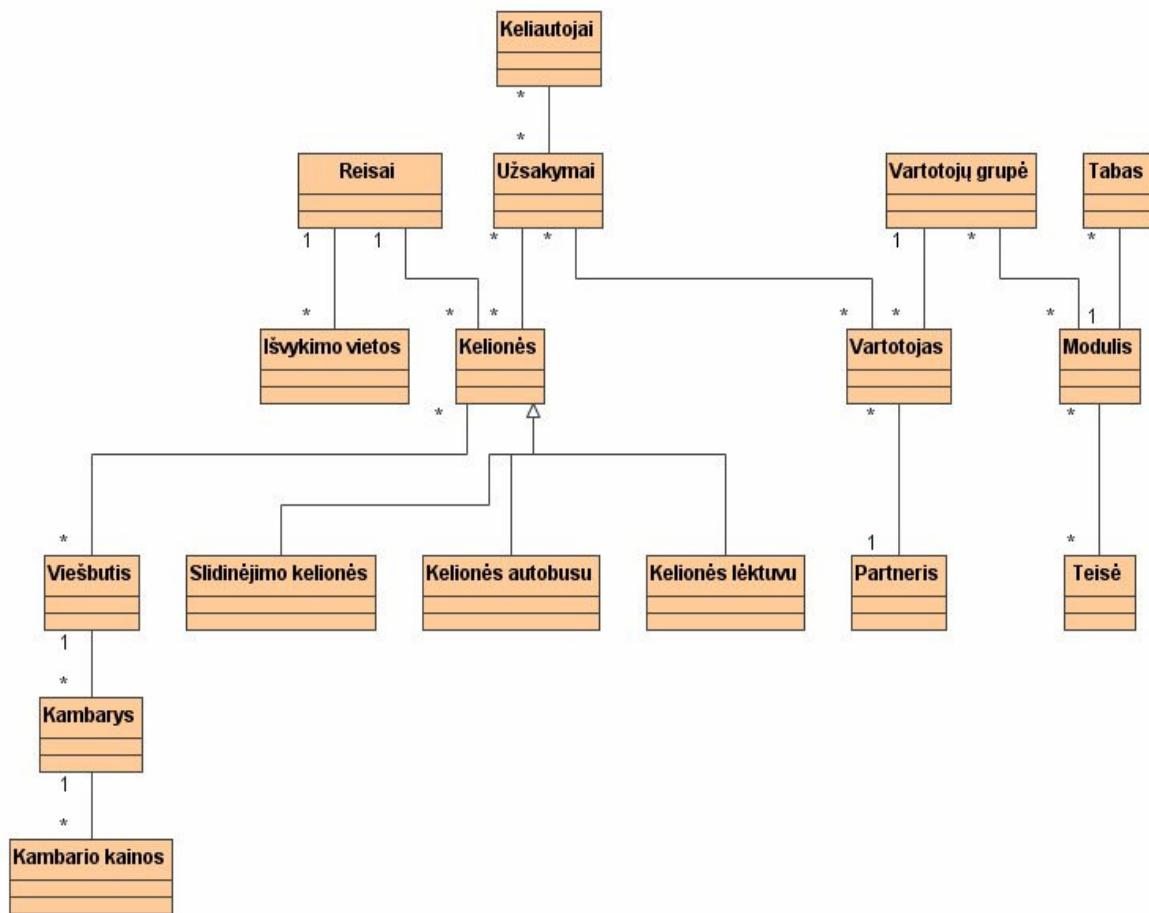 Keliautojai
*
*
Reisai
Užsakymai
Vartotojų grupė
Tabas
1
1
*
*
1
*
*
*
*
*
*
*
*
1
Išvykimo vietos
Kelionės
Vartotojas
Modulis
*
*
*
*
1
*
Viešbutis
Slidinėjimo kelionės
Kelionės autobusu
Kelionės lėktuvu
Partneris
Teisė
1
*
Kambarys
1
*
Kambario kainos